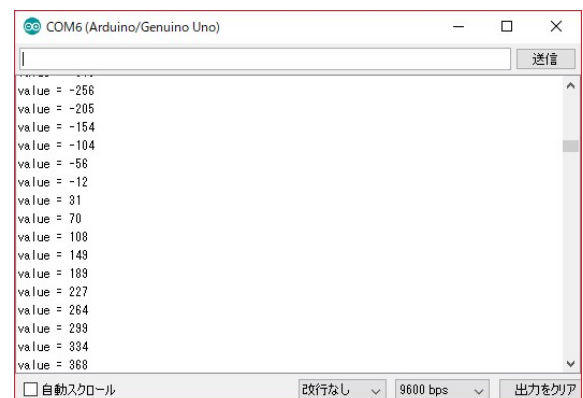 COM6 (Arduino/Genuino Uno)
送信
value = -256
value = -205
value = -154
value = -104
value = -56
value = -12
value = 31
value = 70
value = 108
value = 149
value = 189
value = 227
value = 264
value = 299
value = 334
value = 368
自動スクロール 改行なし 9600 bps 出力をクリア